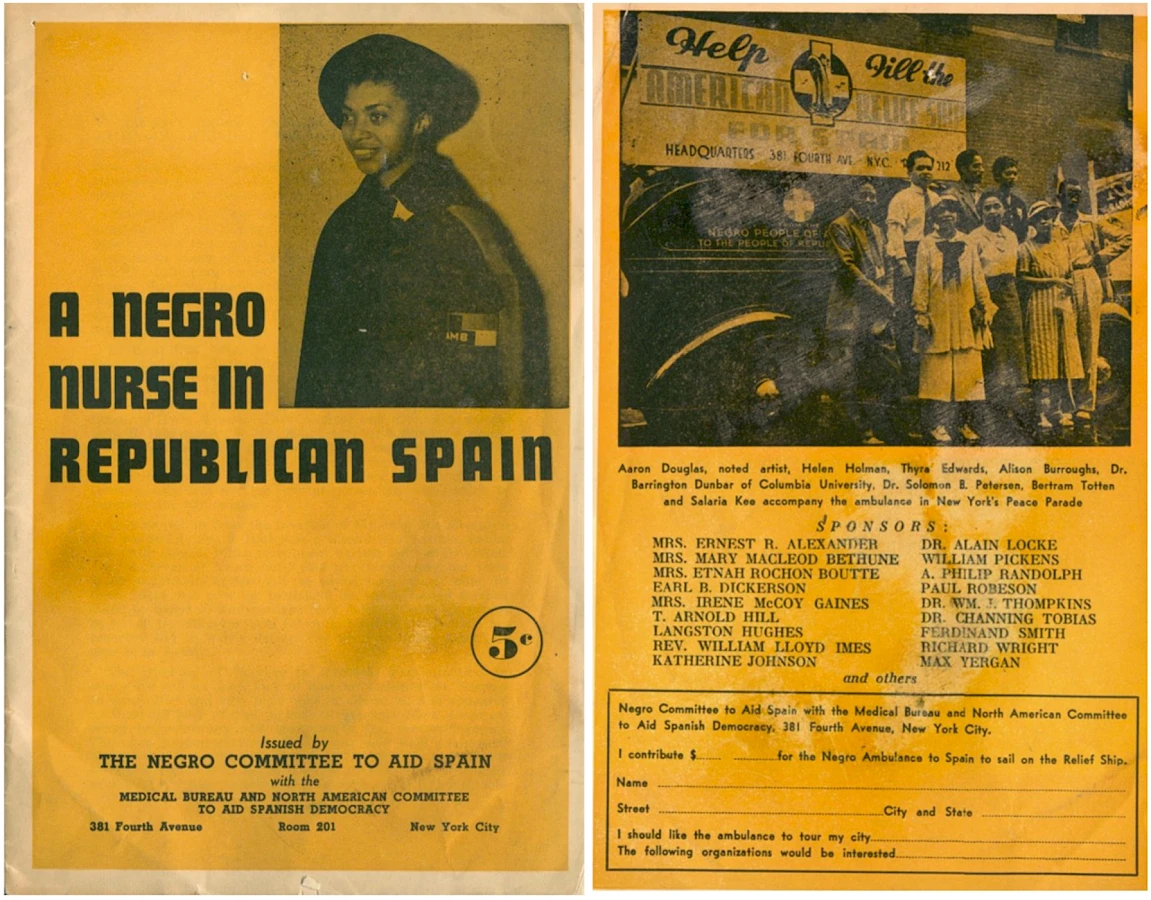 A NEGRO
NURSE IN
REPUBLICAN SPAIN
AMB
5¢
Issued by
THE NEGRO COMMITTEE TO AID SPAIN
with the
MEDICAL BUREAU AND NORTH AMERICAN COMMITTEE
TO AID SPANISH DEMOCRACY
381 Fourth Avenue Room 201 New York City
Help Fill the
AMERICAN RELIEF SHIP
FOR SPAIN
HEADQUARTERS 381 FOURTH AVE. N.Y.C. 212
NEGRO PEOPLE OF
TO THE PEOPLE OF REPU
Aaron Douglas, noted artist, Helen Holman, Thyra Edwards, Alison Burroughs, Dr.
Barrington Dunbar of Columbia University, Dr. Solomon B. Petersen, Bertram Totten
and Salaria Kee accompany the ambulance in New York's Peace Parade
SPONSORS:
MRS. ERNEST R. ALEXANDER
MRS. MARY MACLEOD BETHUNE
MRS. ETNAH ROCHON BOUTTE
EARL B. DICKERSON
MRS. IRENE McCOY GAINES
T. ARNOLD HILL
LANGSTON HUGHES
REV. WILLIAM LLOYD IMES
KATHERINE JOHNSON
DR. ALAIN LOCKE
WILLIAM PICKENS
A. PHILIP RANDOLPH
PAUL ROBESON
DR. WM. J. THOMPKINS
DR. CHANNING TOBIAS
FERDINAND SMITH
RICHARD WRIGHT
MAX YERGAN
and others
Negro Committee to Aid Spain with the Medical Bureau and North American Committee
to Aid Spanish Democracy, 381 Fourth Avenue, New York City.
I contribute $...... ..........for the Negro Ambulance to Spain to sail on the Relief Ship.
Name
Street City and State
I should like the ambulance to tour my city
The following organizations would be interested